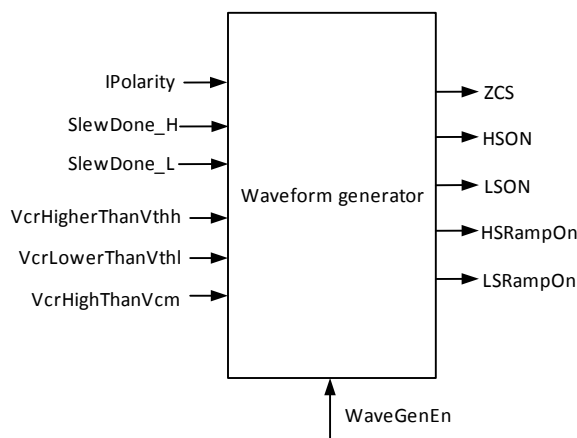 IPolarity
SlewDone_H
SlewDone_L
VcrHigherThanVthh
VcrLowerThanVthl
VcrHighThanVcm
Waveform generator
ZCS
HSON
LSON
HSRampOn
LSRampOn
WaveGenEn